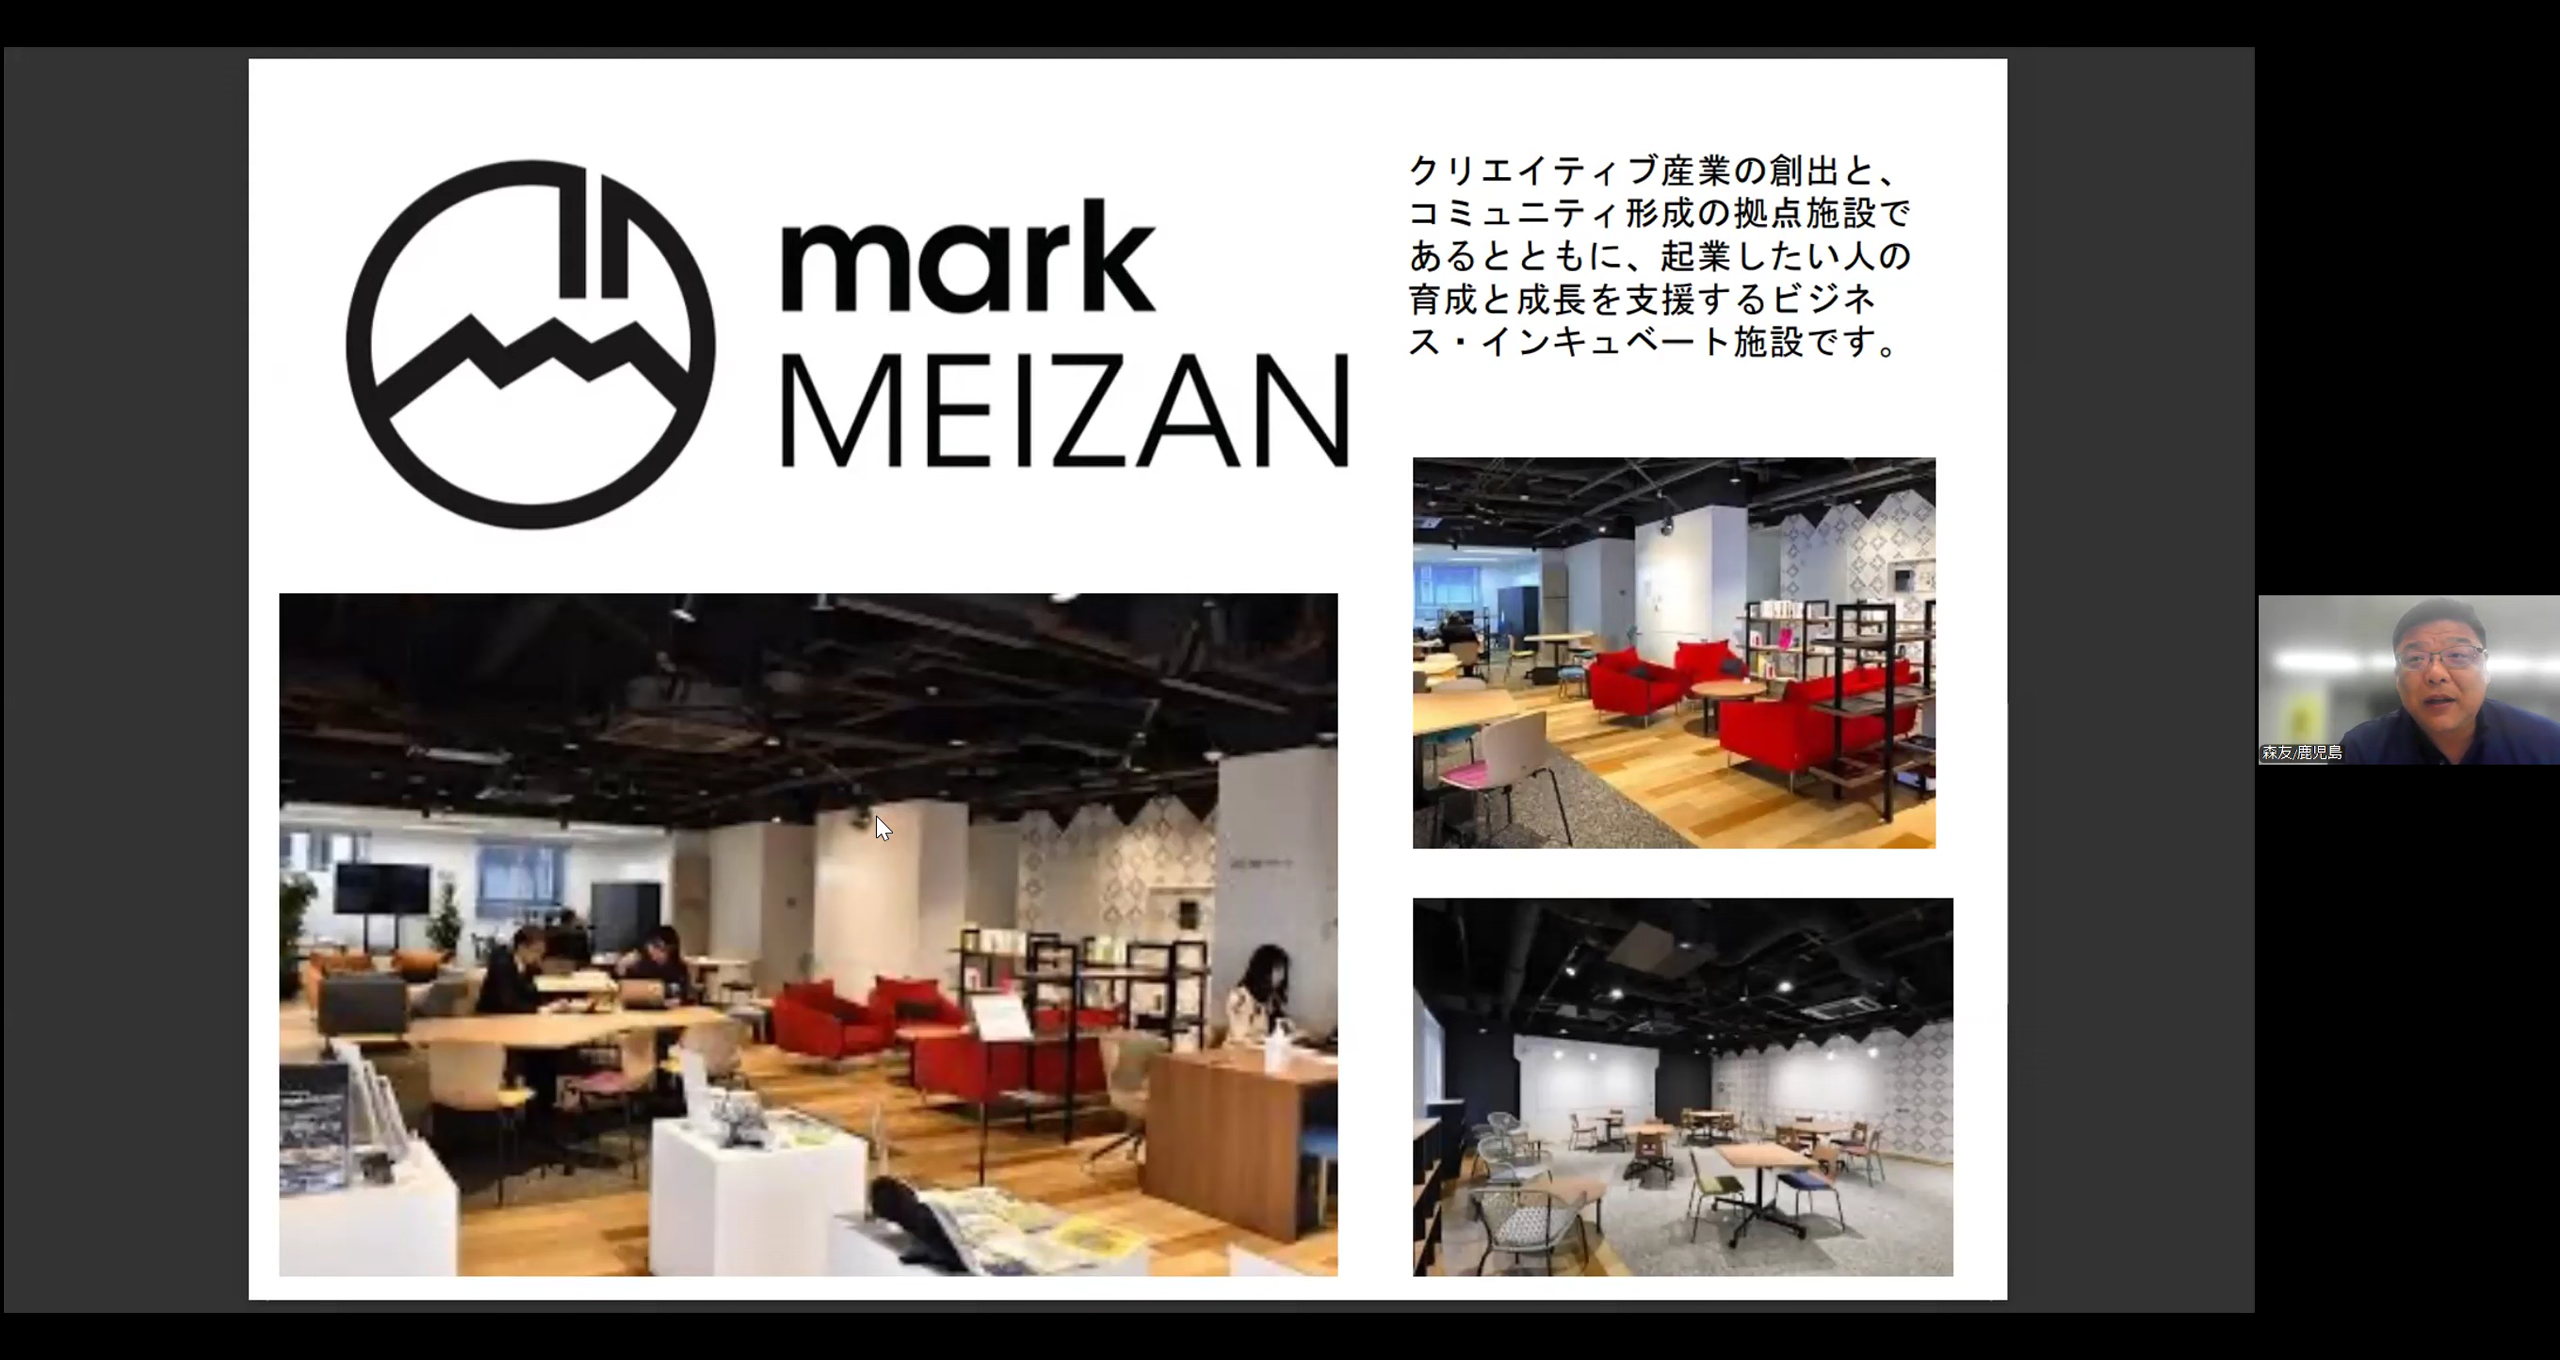 mark
MEIZAN
クリエイティブ産業の創出と、
コミュニティ形成の拠点施設で
あるとともに、起業したい人の
育成と成長を支援するビジネ
ス・インキュベート施設です。
森友/鹿児島